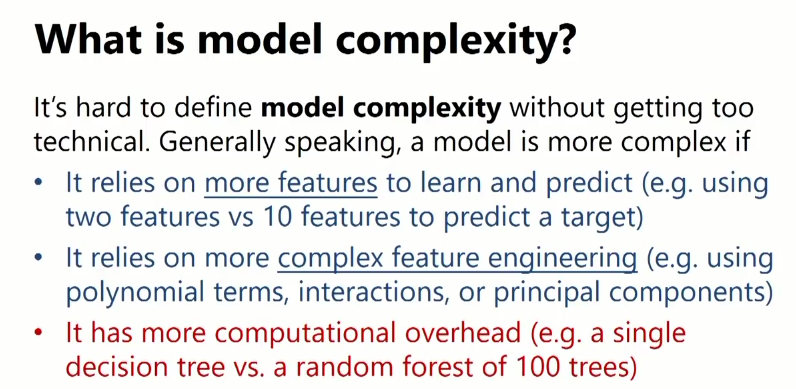 What is model complexity?
It's hard to define model complexity without getting too
technical. Generally speaking, a model is more complex if
• It relies on more features to learn and predict (e.g. using
two features vs 10 features to predict a target)
• It relies on more complex feature engineering (e.g. using
polynomial terms, interactions, or principal components)
• It has more computational overhead (e.g. a single
decision tree vs. a random forest of 100 trees)